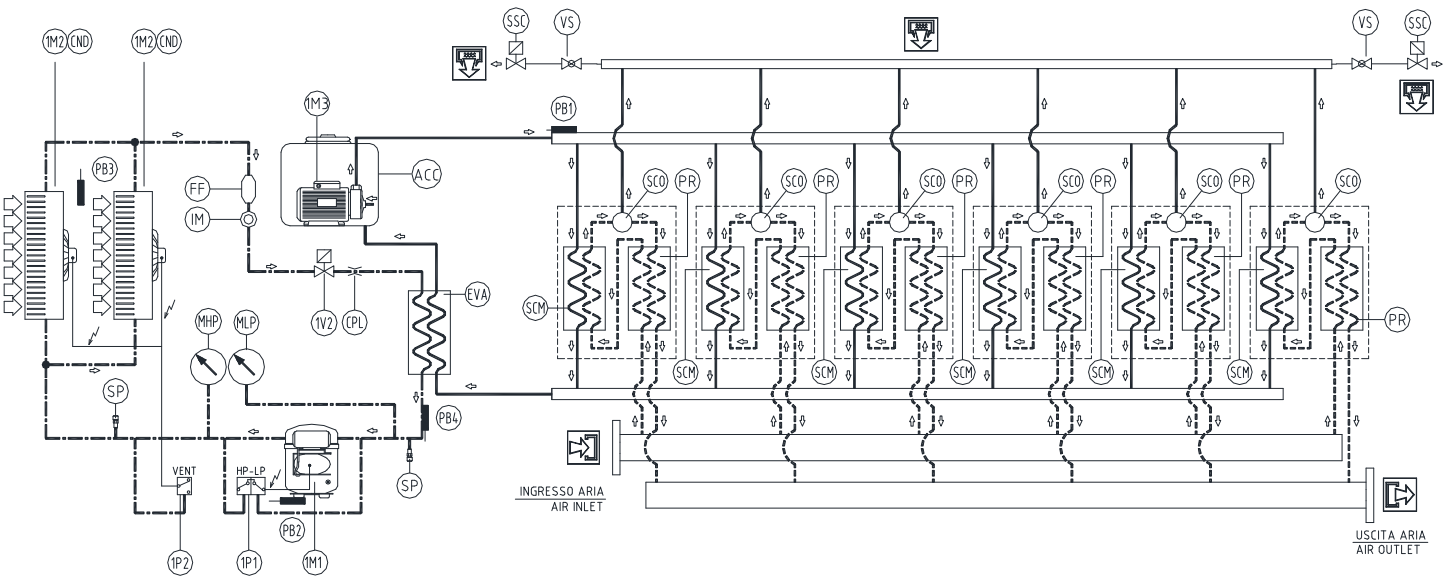 SSC
VS
VS
SSC
1M2
CND
1M2
CND
1M3
PB1
PB3
ACC
FF
IM
SCO
PR
SCO
PR
SCO
PR
SCO
PR
SCO
PR
SCO
EVA
SCM
1V2
CPL
MHP
MLP
PR
SCM
SCM
SCM
SCM
SCM
SP
PB4
VENT
HP-LP
SP
INGRESSO ARIA
AIR INLET
PB2
1P2
1P1
1M1
USCITA ARIA
AIR OUTLET